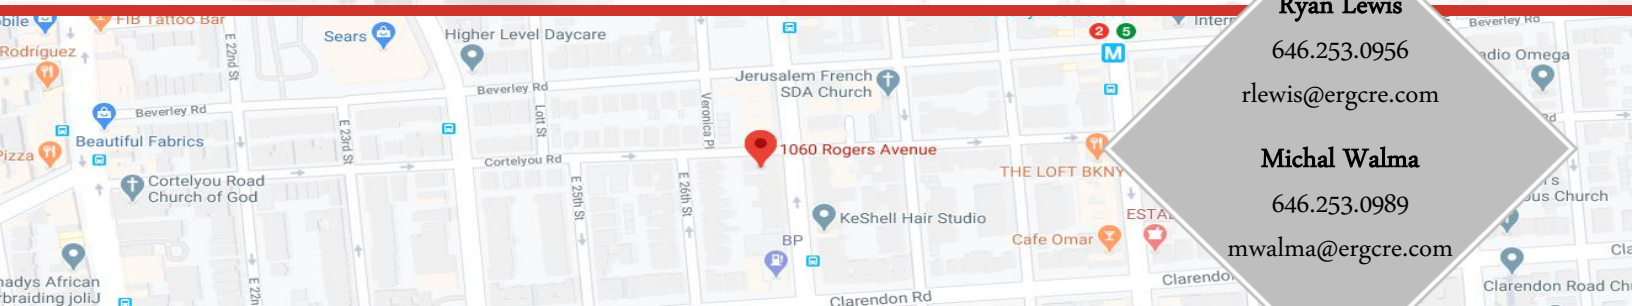 Ryan Lewis
646.253.0956
rlewis@ergcre.com
Michal Walma
646.253.0989
mwalma@ergcre.com
FIB Tattoo Bar
Sears
Higher Level Daycare
2
5
M
Beverley Rd
Rodríguez
E 22nd St
Jerusalem French
SDA Church
Beverley Rd
Beverley Rd
Lott St
Veronica Pl
Beautiful Fabrics
E 23rd St
Pizza
Cortelyou Rd
1060 Rogers Avenue
THE LOFT BKNY
Cortelyou Road
Church of God
E 25th St
E 26th St
KeShell Hair Studio
BP
Cafe Omar
Clarendon Rd
Clarendon Road